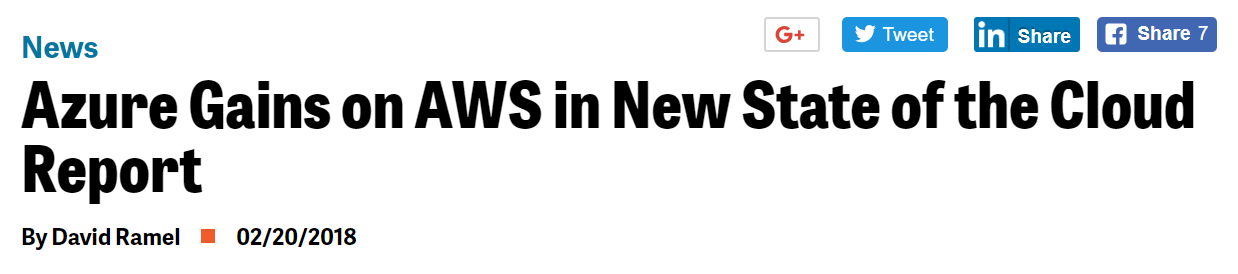 News
G+
Tweet
in Share
Share 7
Azure Gains on AWS in New State of the Cloud
Report
By David Ramel 02/20/2018